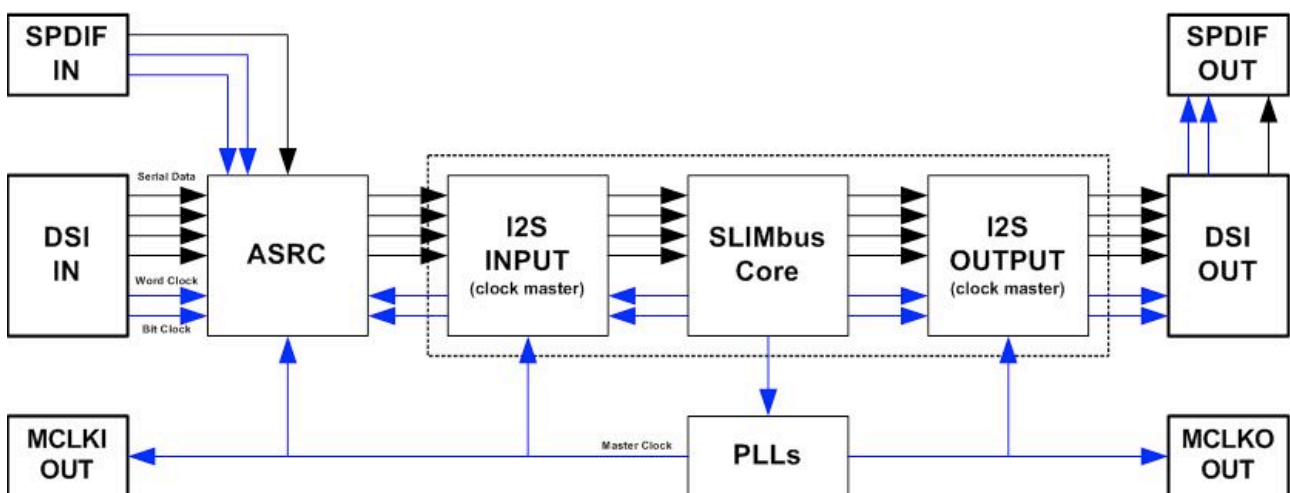 SPDIF
IN
SPDIF
OUT
Serial Data
DSI
IN
Word Clock
Bit Clock
ASRC
I2S
INPUT
(clock master)
SLIMbus
Core
I2S
OUTPUT
(clock master)
DSI
OUT
MCLKI
OUT
Master Clock
PLLs
MCLKO
OUT